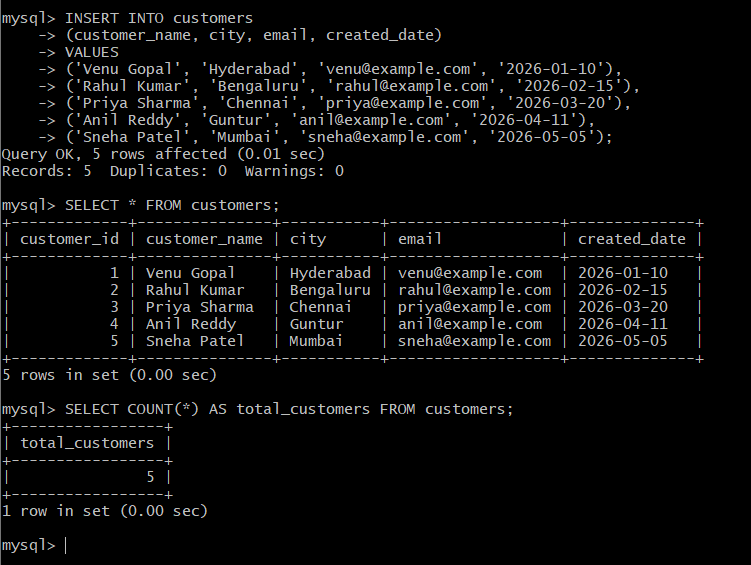 mysql> INSERT INTO customers
    -> (customer_name, city, email, created_date)
    -> VALUES
    -> ('Venu Gopal', 'Hyderabad', 'venu@example.com', '2026-01-10'),
    -> ('Rahul Kumar', 'Bengaluru', 'rahul@example.com', '2026-02-15'),
    -> ('Priya Sharma', 'Chennai', 'priya@example.com', '2026-03-20'),
    -> ('Anil Reddy', 'Guntur', 'anil@example.com', '2026-04-11'),
    -> ('Sneha Patel', 'Mumbai', 'sneha@example.com', '2026-05-05');
Query OK, 5 rows affected (0.01 sec)
Records: 5  Duplicates: 0  Warnings: 0

mysql> SELECT * FROM customers;
+-------------+---------------+-----------+-------------------+--------------+
| customer_id | customer_name | city      | email             | created_date |
+-------------+---------------+-----------+-------------------+--------------+
|           1 | Venu Gopal    | Hyderabad | venu@example.com  | 2026-01-10   |
|           2 | Rahul Kumar   | Bengaluru | rahul@example.com | 2026-02-15   |
|           3 | Priya Sharma  | Chennai   | priya@example.com | 2026-03-20   |
|           4 | Anil Reddy    | Guntur    | anil@example.com  | 2026-04-11   |
|           5 | Sneha Patel   | Mumbai    | sneha@example.com | 2026-05-05   |
+-------------+---------------+-----------+-------------------+--------------+
5 rows in set (0.00 sec)

mysql> SELECT COUNT(*) AS total_customers FROM customers;
+-----------------+
| total_customers |
+-----------------+
|               5 |
+-----------------+
1 row in set (0.00 sec)

mysql>